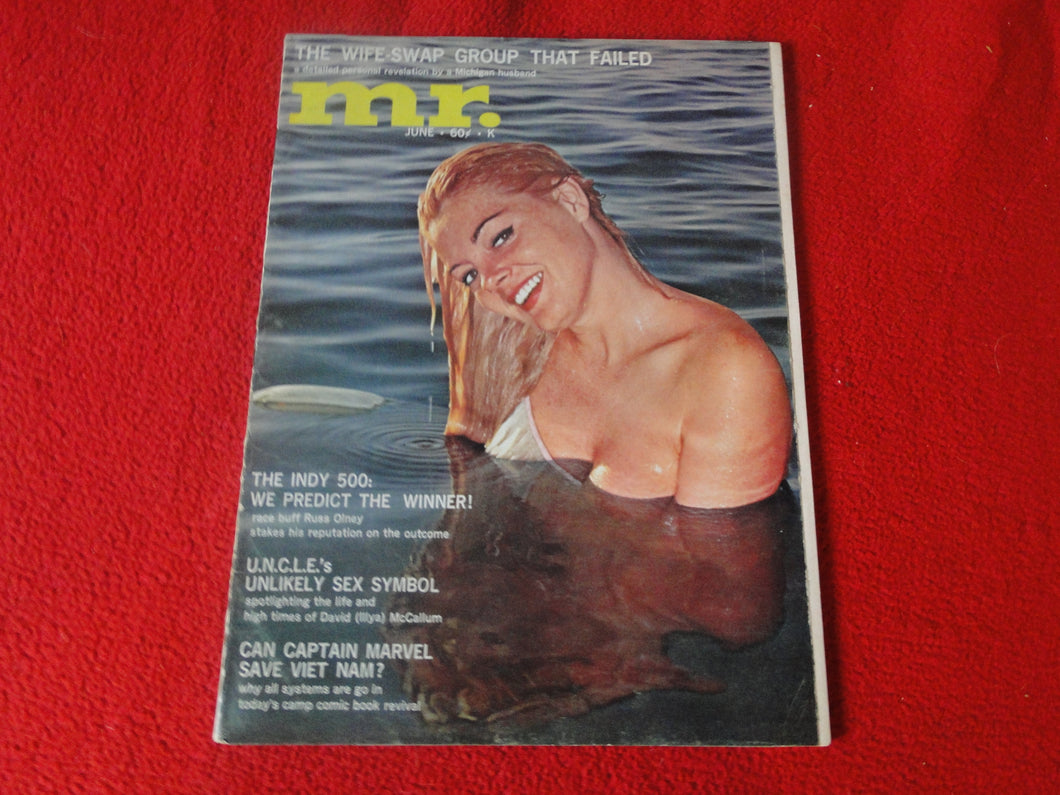 THE WIFE-SWAP GROUP THAT FAILED
a detailed personal revelation by a Michigan husband
mr.
JUNE • 60¢ • K
THE INDY 500:
WE PREDICT THE WINNER!
race buff Russ Olney
stakes his reputation on the outcome
U.N.C.L.E.'s
UNLIKELY SEX SYMBOL
spotlighting the life and
high times of David (Illya) McCallum
CAN CAPTAIN MARVEL
SAVE VIET NAM?
why all systems are go in
today's camp comic book revival